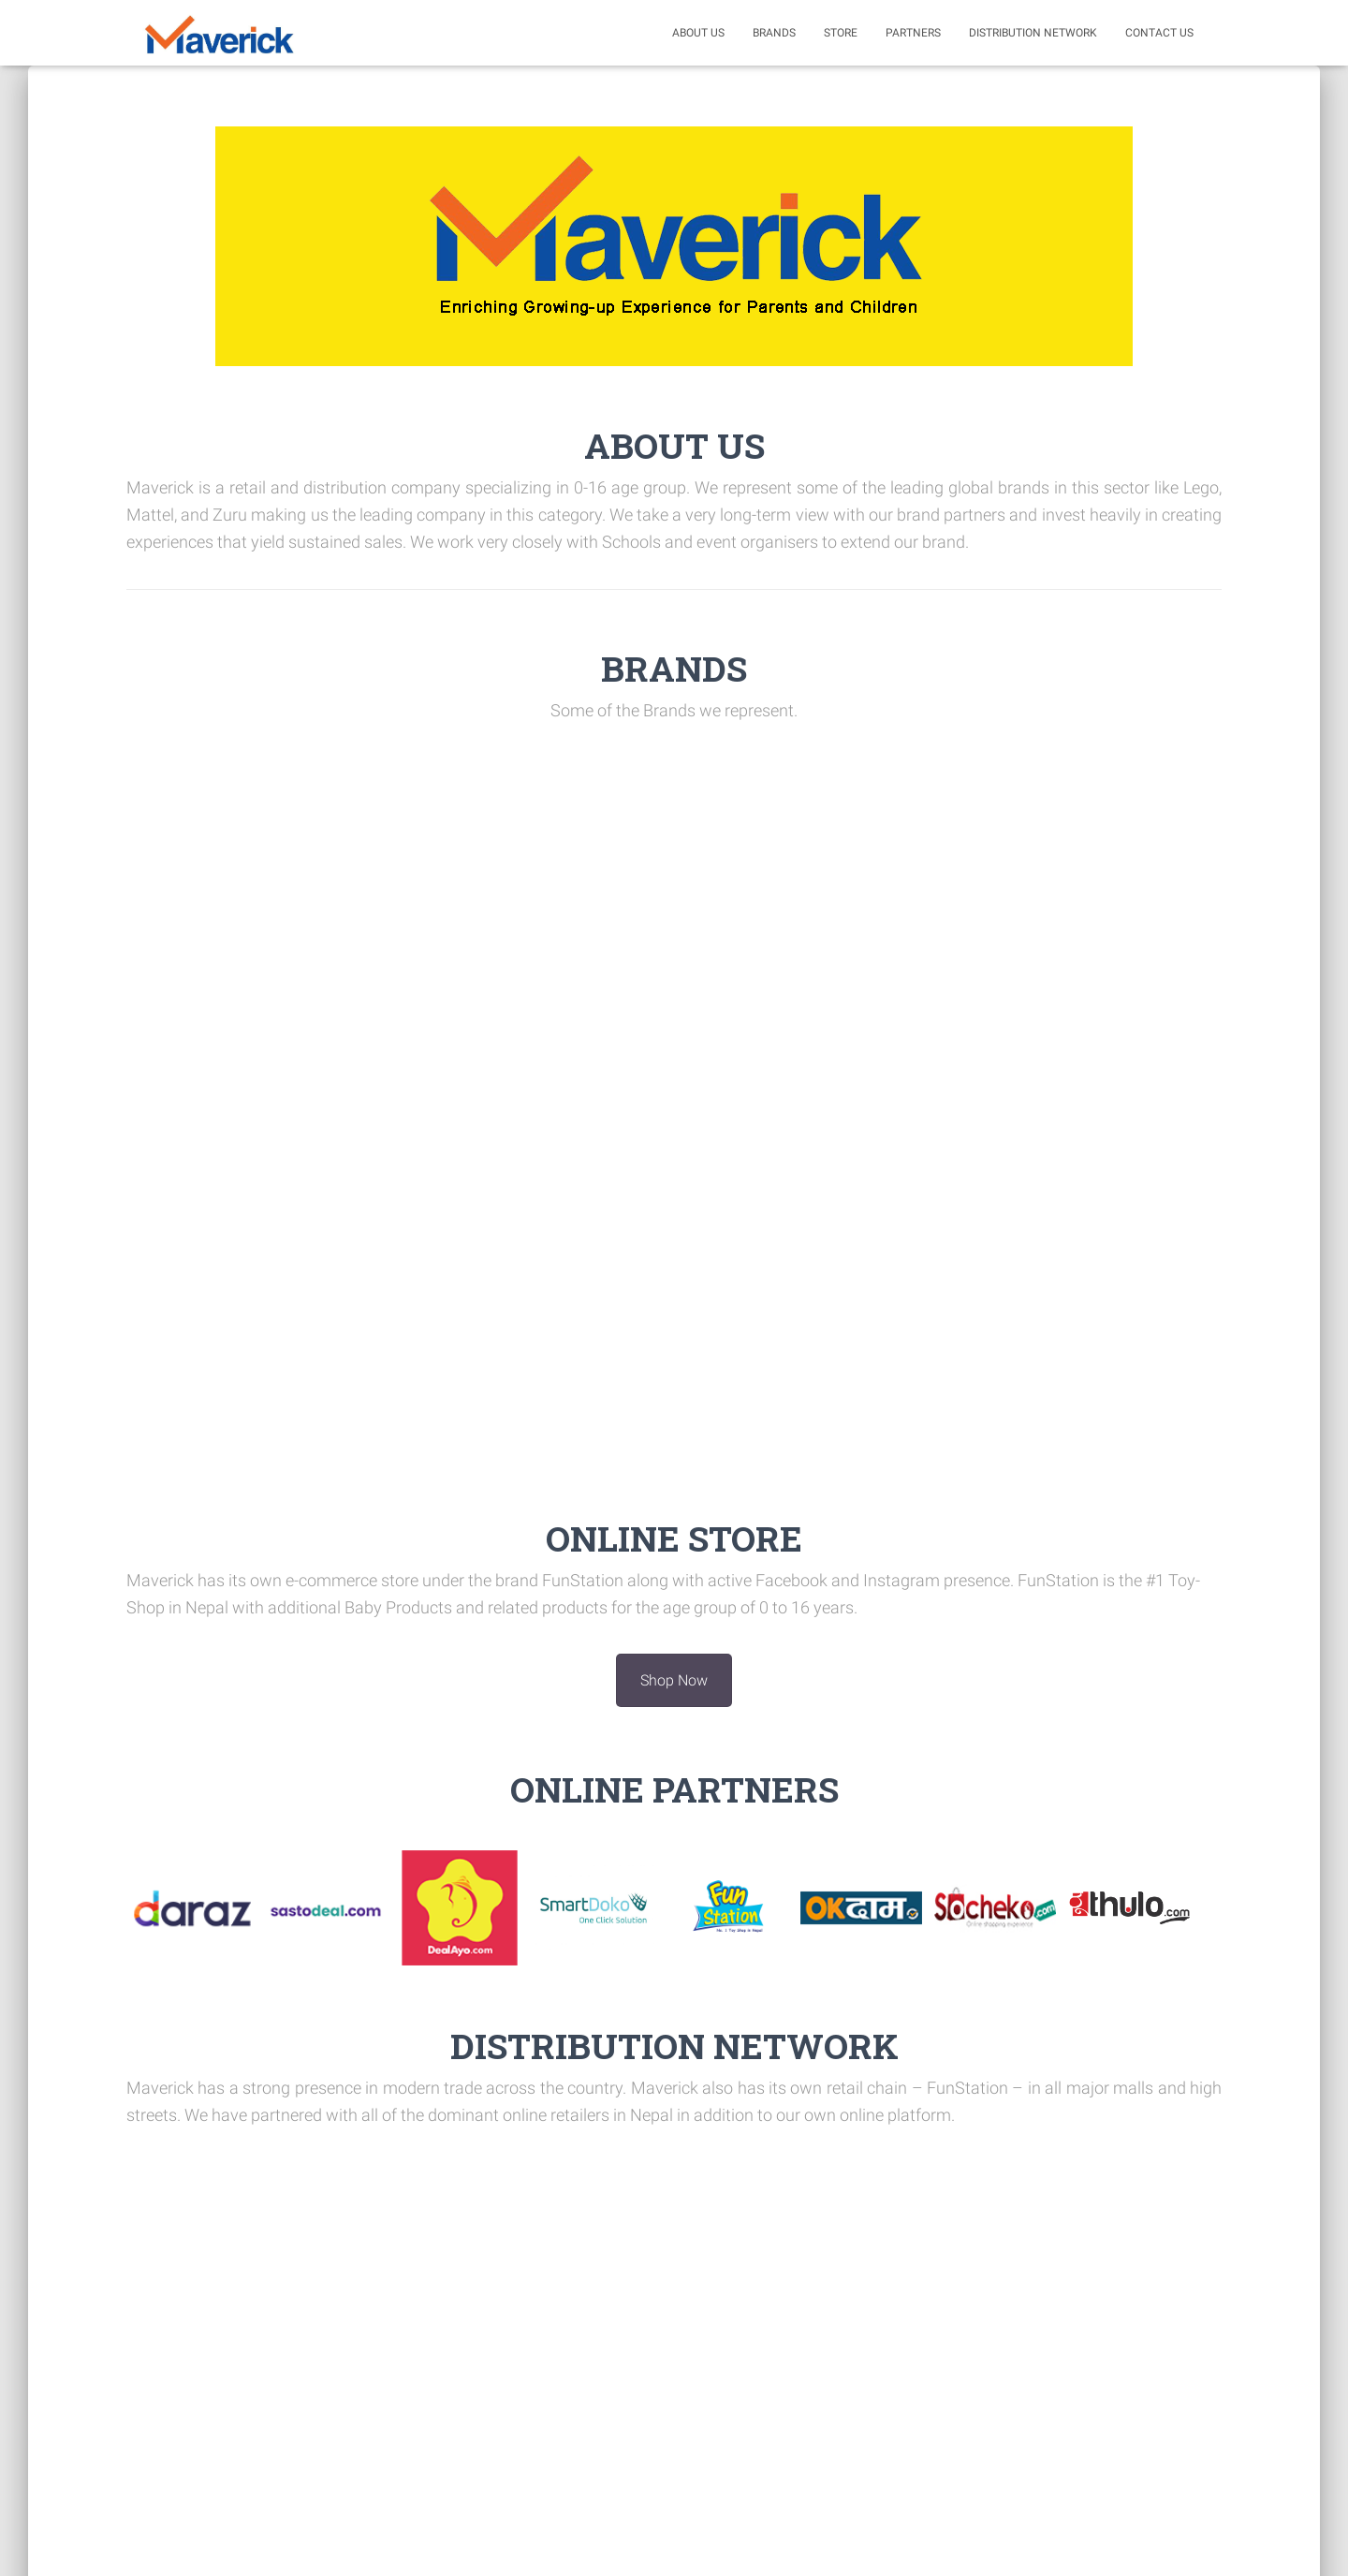 Maverick
ABOUT US BRANDS STORE PARTNERS DISTRIBUTION NETWORK CONTACT US
Maverick
Enriching Growing-up Experience for Parents and Children
ABOUT US
Maverick is a retail and distribution company specializing in 0-16 age group. We represent some of the leading global brands in this sector like Lego,
Mattel, and Zuru making us the leading company in this category. We take a very long-term view with our brand partners and invest heavily in creating
experiences that yield sustained sales. We work very closely with Schools and event organisers to extend our brand.
BRANDS
Some of the Brands we represent.
ONLINE STORE
Maverick has its own e-commerce store under the brand FunStation along with active Facebook and Instagram presence. FunStation is the #1 Toy-
Shop in Nepal with additional Baby Products and related products for the age group of 0 to 16 years.
Shop Now
ONLINE PARTNERS
daraz
sastodeal.com
DealAyo.com
SmartDoko
One Click Solution
Fun
Station
No. 1 Toy Shop in Nepal
OKदाम
Socheko.com
Online shopping experience
thulo.com
DISTRIBUTION NETWORK
Maverick has a strong presence in modern trade across the country. Maverick also has its own retail chain – FunStation – in all major malls and high
streets. We have partnered with all of the dominant online retailers in Nepal in addition to our own online platform.